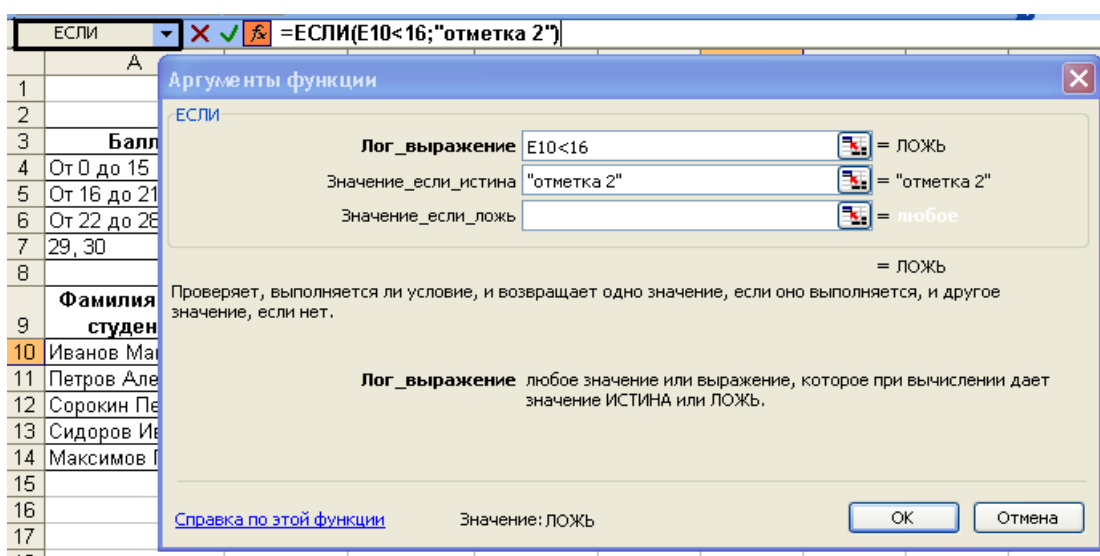 ЕСЛИ =ЕСЛИ(E10<16;"отметка 2")
A
Аргументы функции
1
2
ЕСЛИ
3 Балл Лог_выражение E10<16 = ЛОЖЬ
4 От 0 до 15 Значение_если_истина "отметка 2" = "отметка 2"
5 От 16 до 21
6 От 22 до 28 Значение_если_ложь = любое
7 29, 30
8 = ЛОЖЬ
Проверяет, выполняется ли условие, и возвращает одно значение, если оно выполняется, и другое
значение, если нет.
Фамилия
9 студен
10 Иванов
11 Петров Але
Лог_выражение любое значение или выражение, которое при вычислении дает
значение ИСТИНА или ЛОЖЬ.
12 Сорокин Пе
13 Сидоров Ив
14 Максимов
15
16
Справка по этой функции Значение: ЛОЖЬ OK Отмена
17